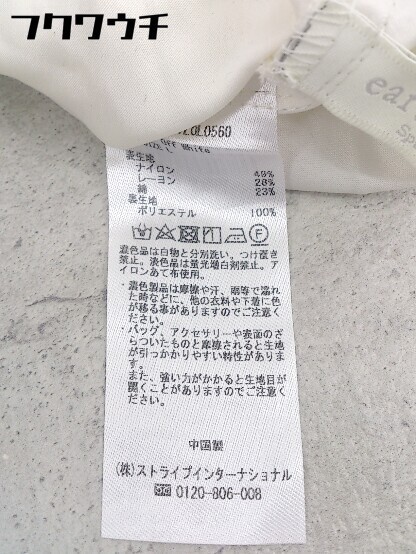 フクワウチ
ear
Sp
L0L0560
Off White
表生地
ナイロン 49%
レーヨン 28%
綿 23%
裏生地
ポリエステル 100%
濃色品は白物と分別洗い、つけ置き
禁止。淡色品は蛍光増白剤禁止。ア
イロンあて布使用。
・濃色製品は摩擦や汗、雨等で濡れ
た時などに、他の衣料や下着に色
が移る事がありますのでご注意く
ださい。
・バッグ、アクセサリーや表面のざ
らついたものと摩擦されると生地
が引っかかりやすい特性がありま
す。
また、強い力がかかると生地目が
開くことがありますのでご注意く
ださい。
中国製
(株)ストライプインターナショナル
0120-806-008